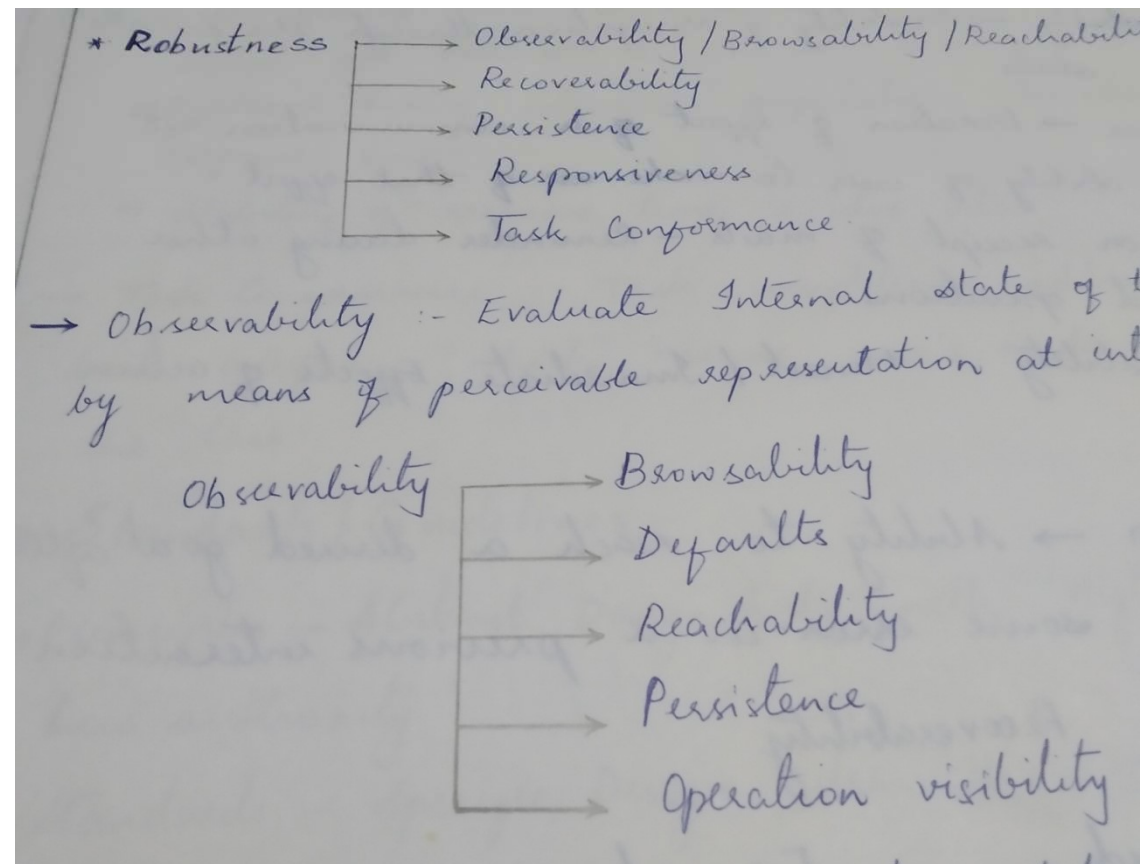 * Robustness → Observability / Browsability / Reachabili
→ Recoverability
→ Persistence
→ Responsiveness
→ Task Conformance
→ Observability :- Evaluate Internal state of t
by means of perceivable representation at int
Observability → Browsability
→ Defaults
→ Reachability
→ Persistence
→ Operation visibility